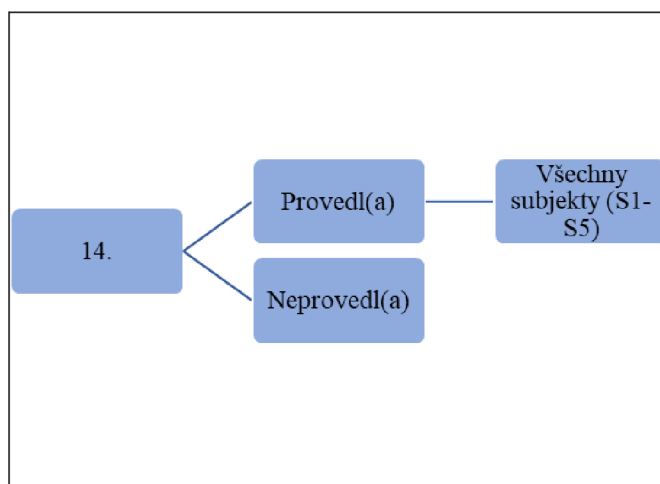 14.
Provedl(a)
Neprovedl(a)
Všechny
subjekty (S1-
S5)